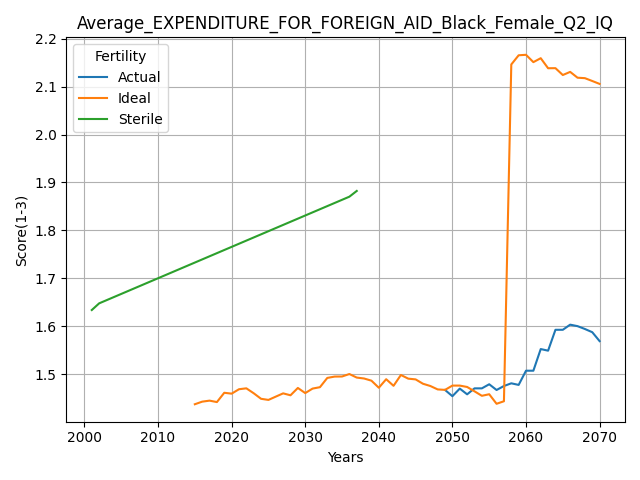 Average_EXPENDITURE_FOR_FOREIGN_AID_Black_Female_Q2_IQ
Fertility
Actual
Ideal
Sterile
Score(1-3)
2.2
2.1
2.0
1.9
1.8
1.7
1.6
1.5
2000 2010 2020 2030 2040 2050 2060 2070
Years